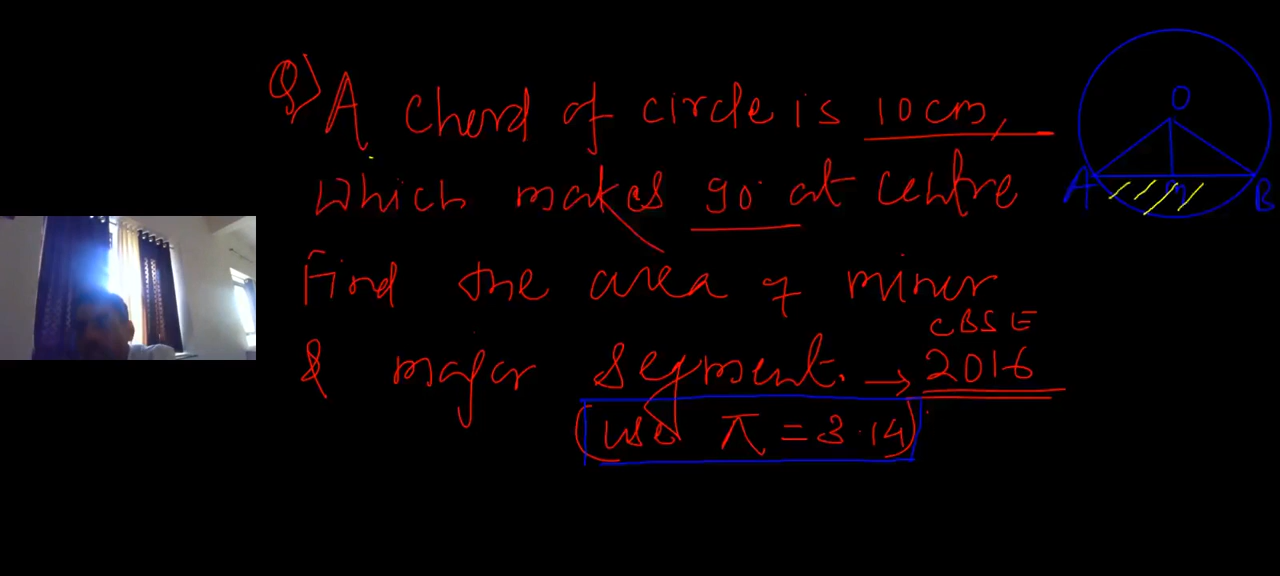 Q) A chord of circle is 10cm,
which makes 90° at centre
Find the area of minor
& major segment. → CBSE 2016
(use π = 3.14)
O
A M B